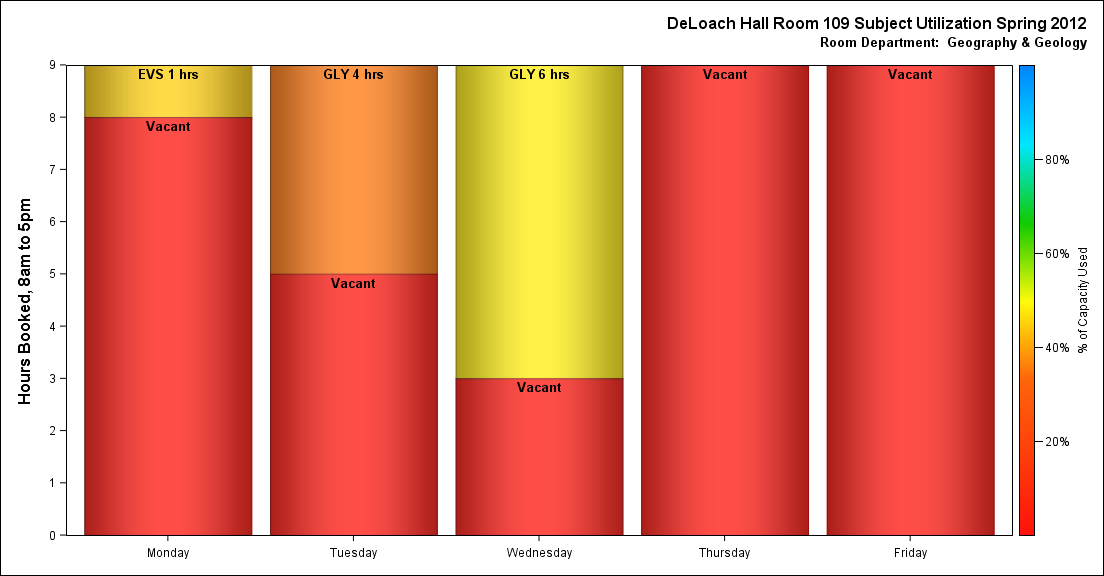 DeLoach Hall Room 109 Subject Utilization Spring 2012
Room Department: Geography & Geology
Hours Booked, 8am to 5pm
9
8
7
6
5
4
3
2
1
0
EVS 1 hrs
Vacant
GLY 4 hrs
Vacant
GLY 6 hrs
Vacant
Vacant
Vacant
Monday
Tuesday
Wednesday
Thursday
Friday
80%
60%
40%
20%
% of Capacity Used